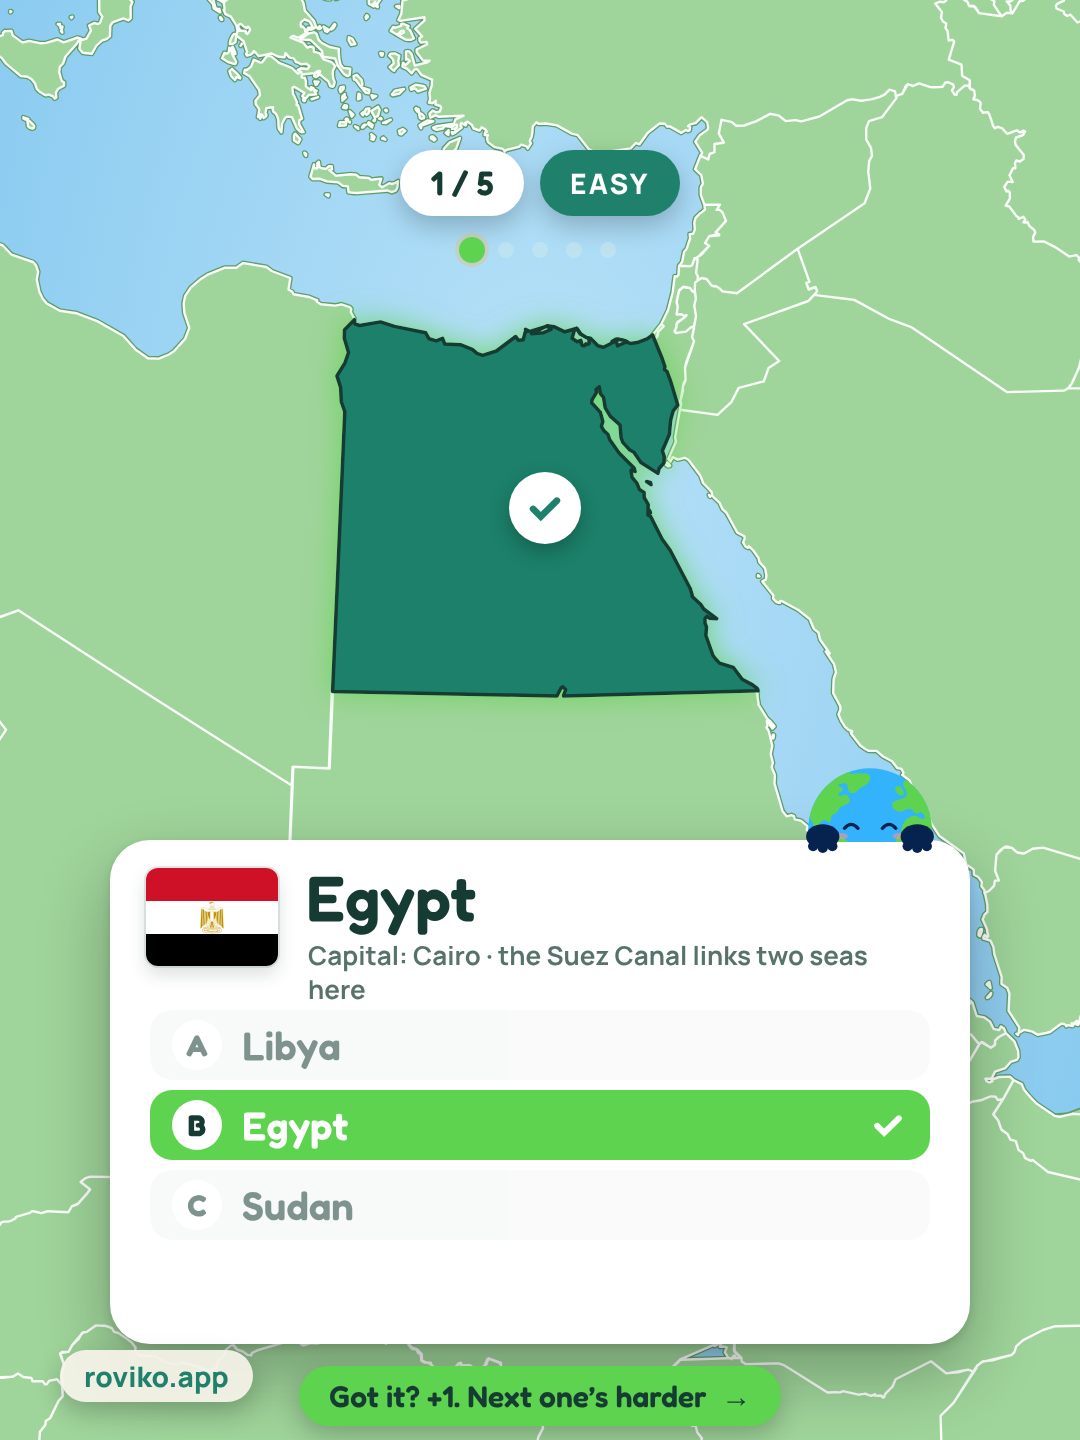 1 / 5
EASY
Egypt
Capital: Cairo · the Suez Canal links two seas
here
A Libya
B Egypt
C Sudan
roviko.app
Got it? +1. Next one’s harder →